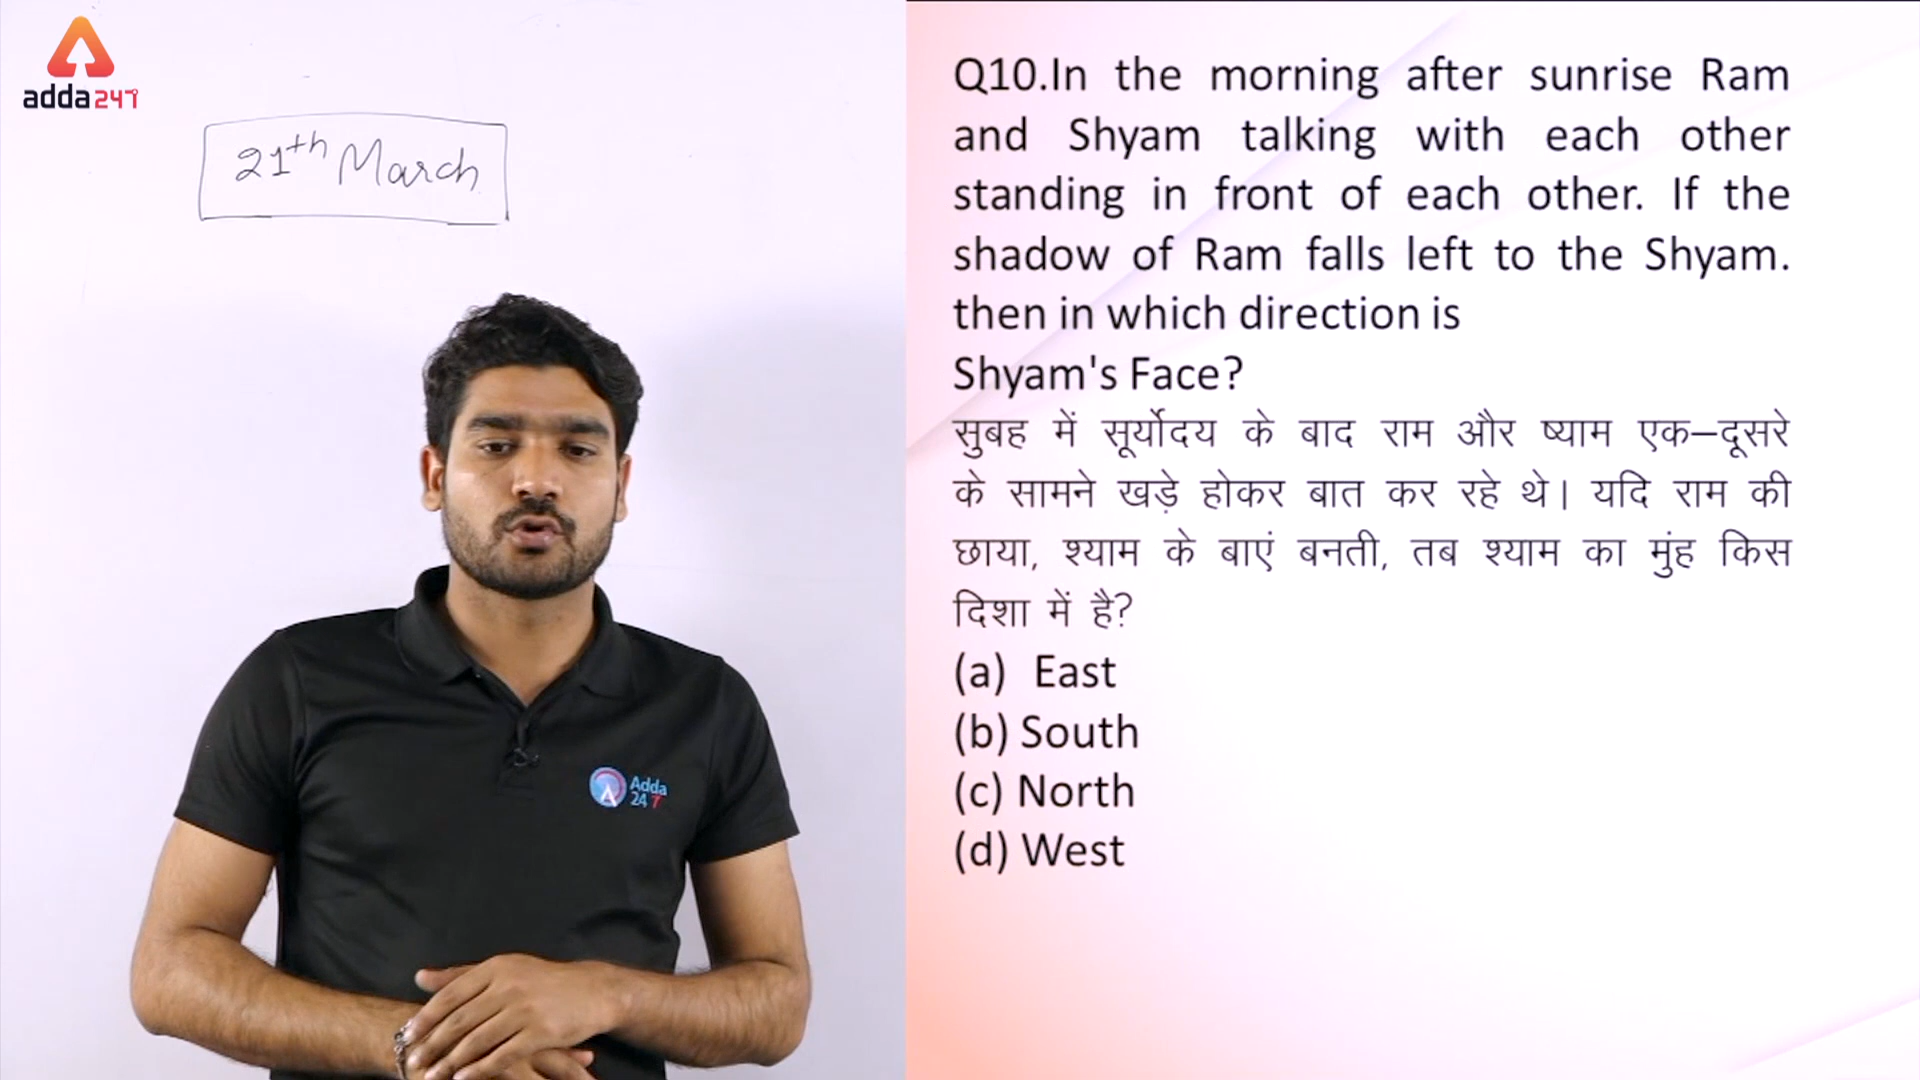 adda247
21th March
Adda
247
Q10.In the morning after sunrise Ram
and Shyam talking with each other
standing in front of each other. If the
shadow of Ram falls left to the Shyam.
then in which direction is
Shyam's Face?
सुबह में सूर्योदय के बाद राम और ष्याम एक–दूसरे
के सामने खड़े होकर बात कर रहे थे। यदि राम की
छाया, श्याम के बाएं बनती, तब श्याम का मुंह किस
दिशा में है?
(a) East
(b) South
(c) North
(d) West